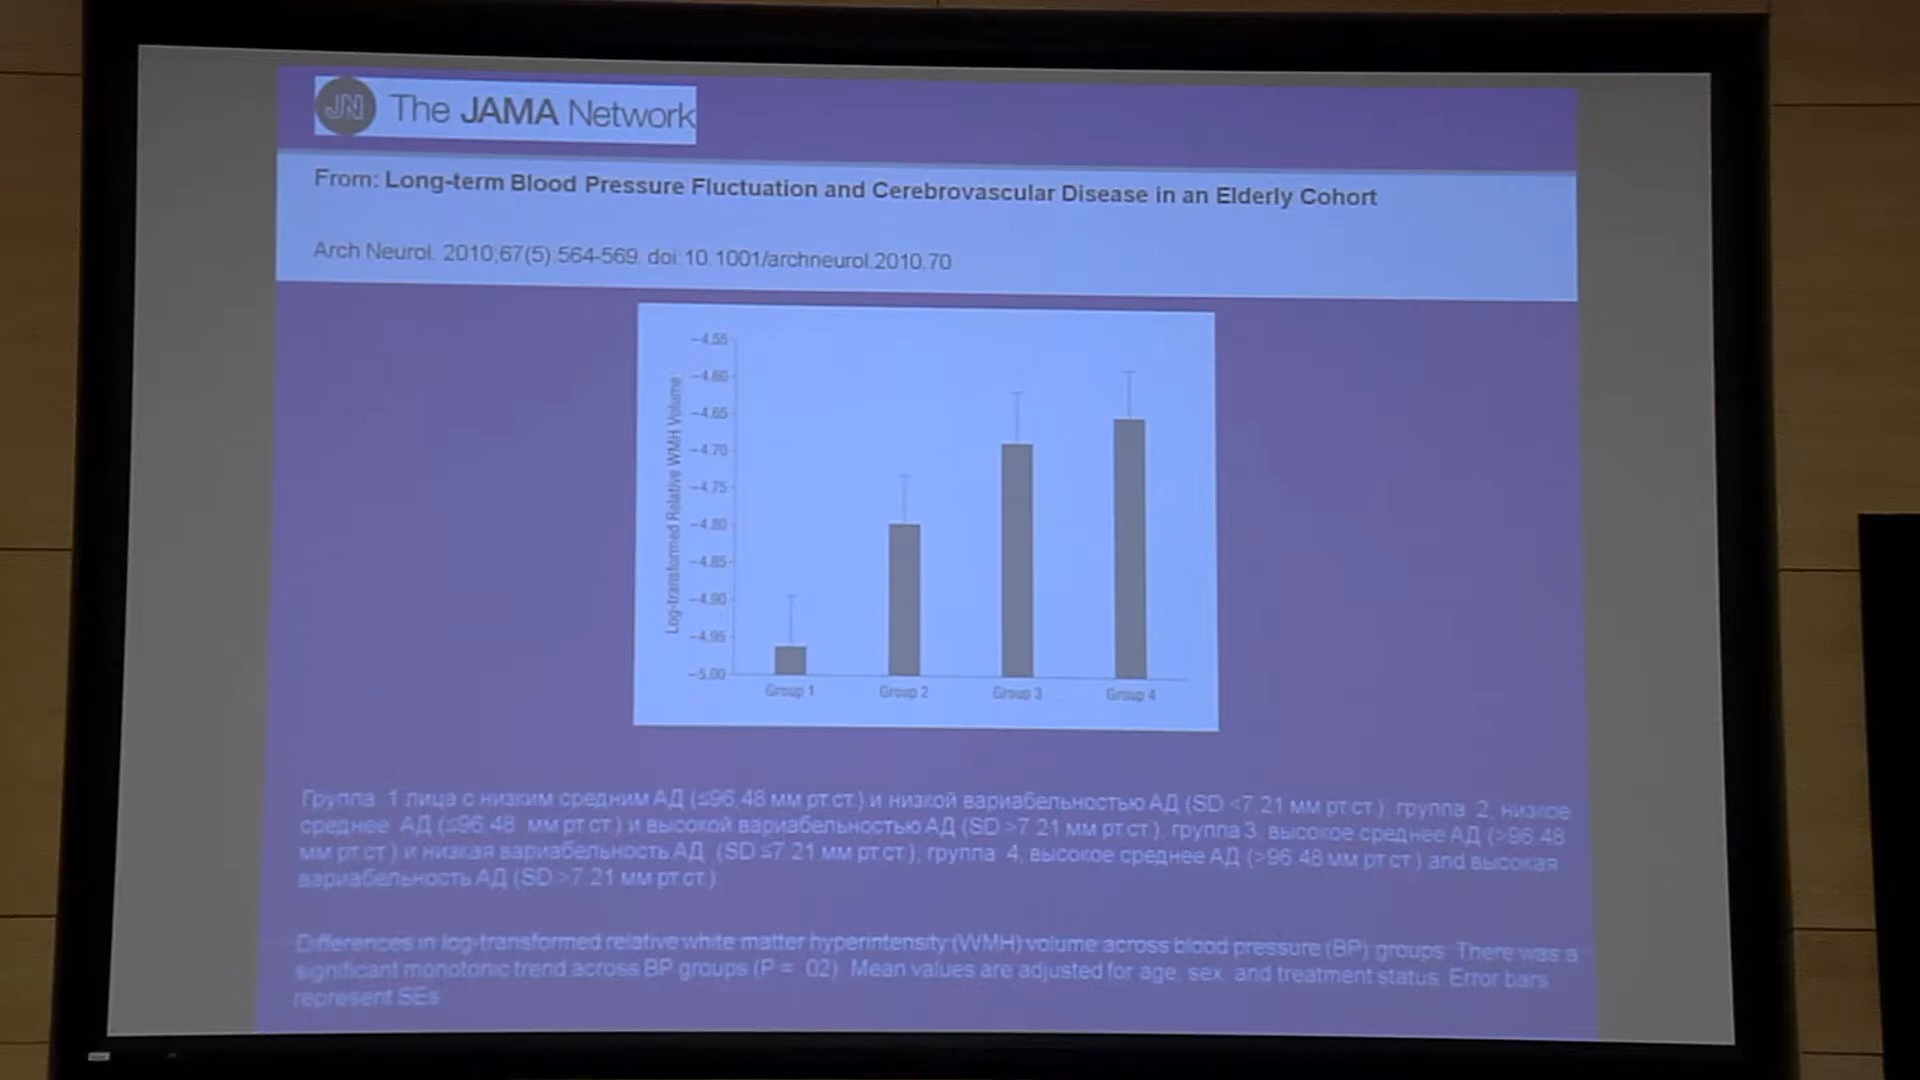 JN The JAMA Network
From: Long-term Blood Pressure Fluctuation and Cerebrovascular Disease in an Elderly Cohort
Arch Neurol. 2010;67(5):564-569. doi:10.1001/archneurol.2010.70
Log-transformed Relative WMH Volume
−4.55
−4.60
−4.65
−4.70
−4.75
−4.80
−4.85
−4.90
−4.95
−5.00
Group 1 Group 2 Group 3 Group 4
Группа 1 лица с низким средним АД (≤96.48 мм рт.ст.) и низкой вариабельностью АД (SD <7.21 мм рт.ст.), группа 2, низкое
среднее АД (≤96.48 мм рт.ст.) и высокой вариабельностью АД (SD >7.21 мм рт.ст.), группа 3, высокое среднее АД (>96.48
мм рт.ст.) и низкая вариабельность АД (SD ≤7.21 мм рт.ст.), группа 4, высокое среднее АД (>96.48 мм рт.ст.) and высокая
вариабельность АД (SD >7.21 мм рт.ст.)
Differences in log-transformed relative white matter hyperintensity (WMH) volume across blood pressure (BP) groups. There was a
significant monotonic trend across BP groups (P = .02). Mean values are adjusted for age, sex, and treatment status. Error bars
represent SEs